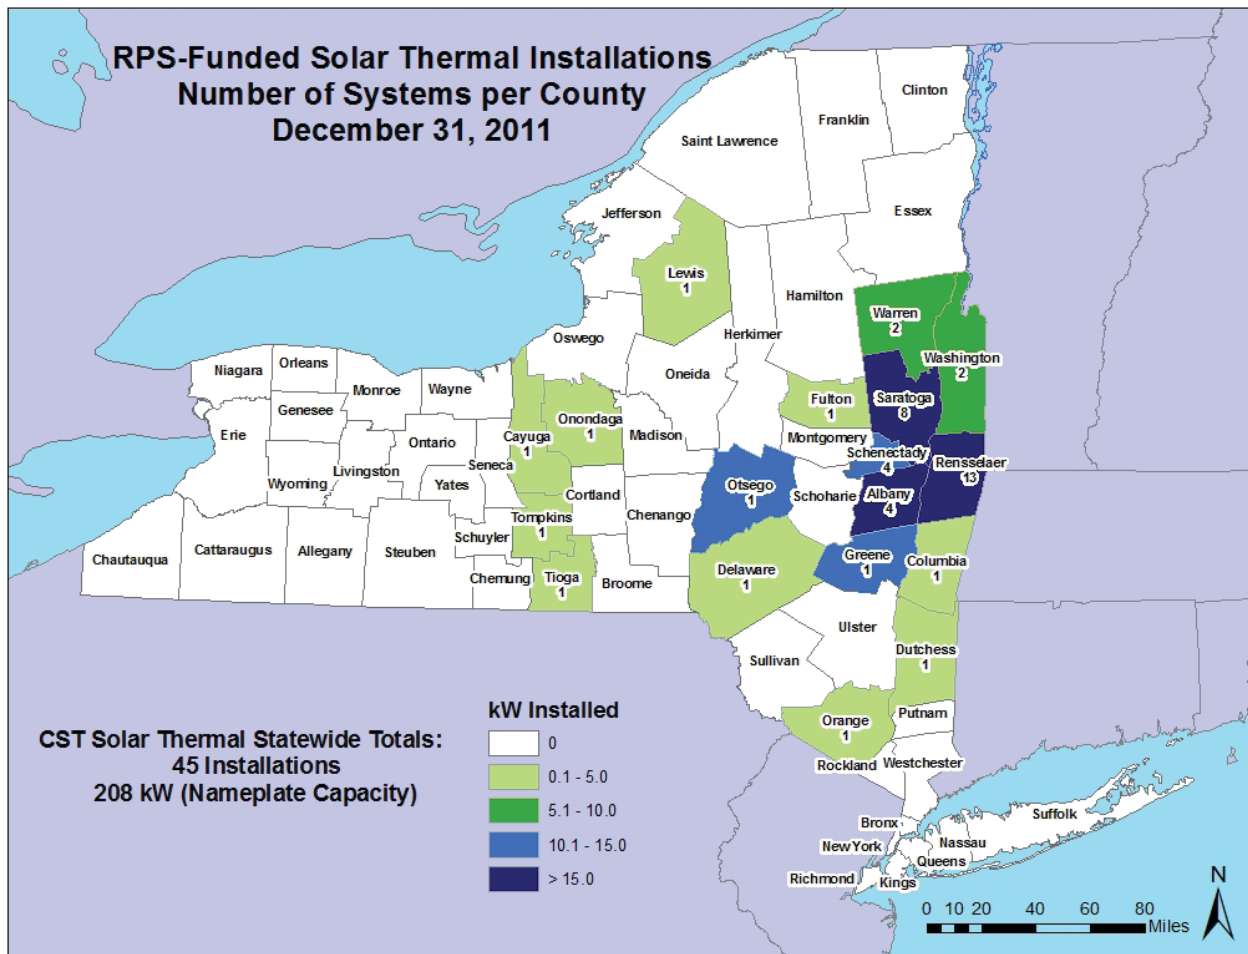 RPS-Funded Solar Thermal Installations
Number of Systems per County
December 31, 2011
Clinton
Franklin
Saint Lawrence
Jefferson
Essex
Lewis
1
Hamilton
Warren
2
Herkimer
Oswego
Washington
2
Orleans
Niagara
Oneida
Monroe
Wayne
Saratoga
8
Fulton
1
Genesee
Onondaga
1
Erie
Cayuga
1
Madison
Montgomery
Ontario
Schenectady
4
Seneca
Livingston
Rensselaer
13
Wyoming
Yates
Otsego
1
Cortland
Schoharie
Albany
4
Chenango
Tompkins
1
Schuyler
Chautauqua
Cattaraugus
Allegany
Steuben
Greene
1
Columbia
1
Delaware
1
Chemung
Tioga
1
Broome
Ulster
Dutchess
1
Sullivan
Orange
1
Putnam
Rockland
Westchester
Suffolk
Bronx
New York
Nassau
Queens
Richmond
Kings
CST Solar Thermal Statewide Totals:
45 Installations
208 kW (Nameplate Capacity)
kW Installed
0
0.1 - 5.0
5.1 - 10.0
10.1 - 15.0
> 15.0
N
0 10 20 40 60 80
Miles